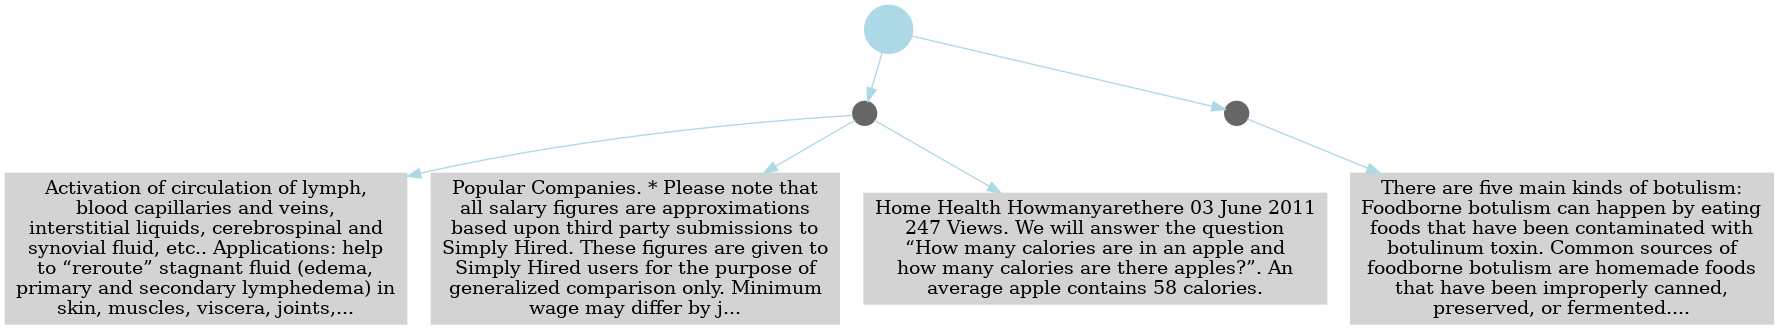 Activation of circulation of lymph,
blood capillaries and veins,
interstitial liquids, cerebrospinal and
synovial fluid, etc.. Applications: help
to “reroute” stagnant fluid (edema,
primary and secondary lymphedema) in
skin, muscles, viscera, joints,...
Popular Companies. * Please note that
all salary figures are approximations
based upon third party submissions to
Simply Hired. These figures are given to
Simply Hired users for the purpose of
generalized comparison only. Minimum
wage may differ by j...
Home Health Howmanyarethere 03 June 2011
247 Views. We will answer the question
“How many calories are in an apple and
how many calories are there apples?”. An
average apple contains 58 calories.
There are five main kinds of botulism:
Foodborne botulism can happen by eating
foods that have been contaminated with
botulinum toxin. Common sources of
foodborne botulism are homemade foods
that have been improperly canned,
preserved, or fermented....